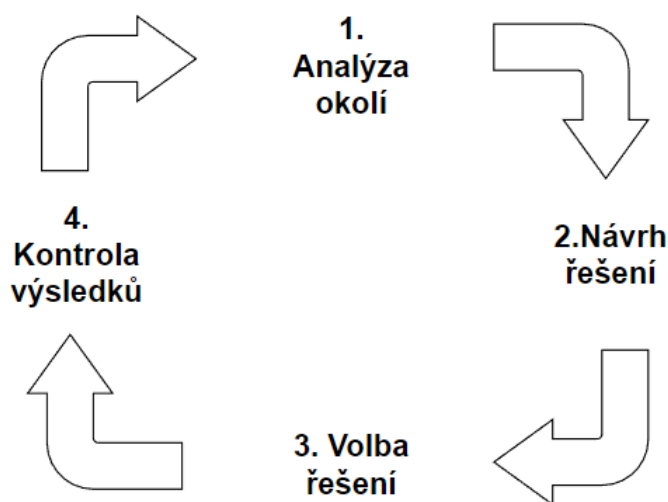 1.
Analýza
okolí
2.Návrh
řešení
3. Volba
řešení
4.
Kontrola
výsledků